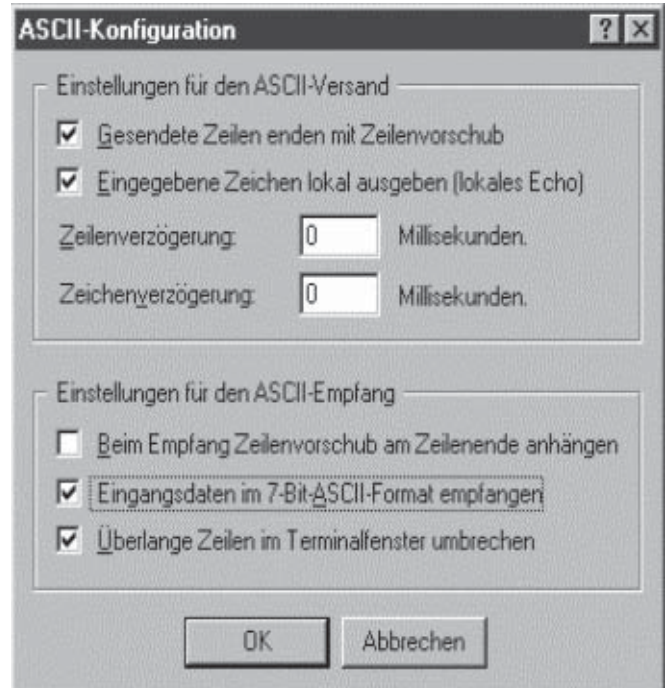 ASCII-Konfiguration
Einstellungen für den ASCII-Versand
Gesendete Zeilen enden mit Zeilenvorschub
Eingegebene Zeichen lokal ausgeben (lokales Echo)
Zeilenverzögerung: 0 Millisekunden.
Zeichenverzögerung: 0 Millisekunden.
Einstellungen für den ASCII-Empfang
Beim Empfang Zeilenvorschub am Zeilenende anhängen
Eingangsdaten im 7-Bit-ASCII-Format empfangen
Überlange Zeilen im Terminalfenster umbrechen
OK Abbrechen